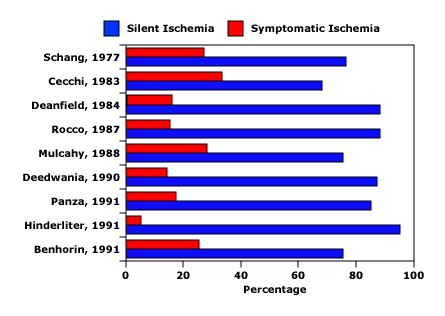 Silent Ischemia Symptomatic Ischemia
Schang, 1977
Cecchi, 1983
Deanfield, 1984
Rocco, 1987
Mulcahy, 1988
Deedwania, 1990
Panza, 1991
Hinderliter, 1991
Benhorin, 1991
0 20 40 60 80 100
Percentage